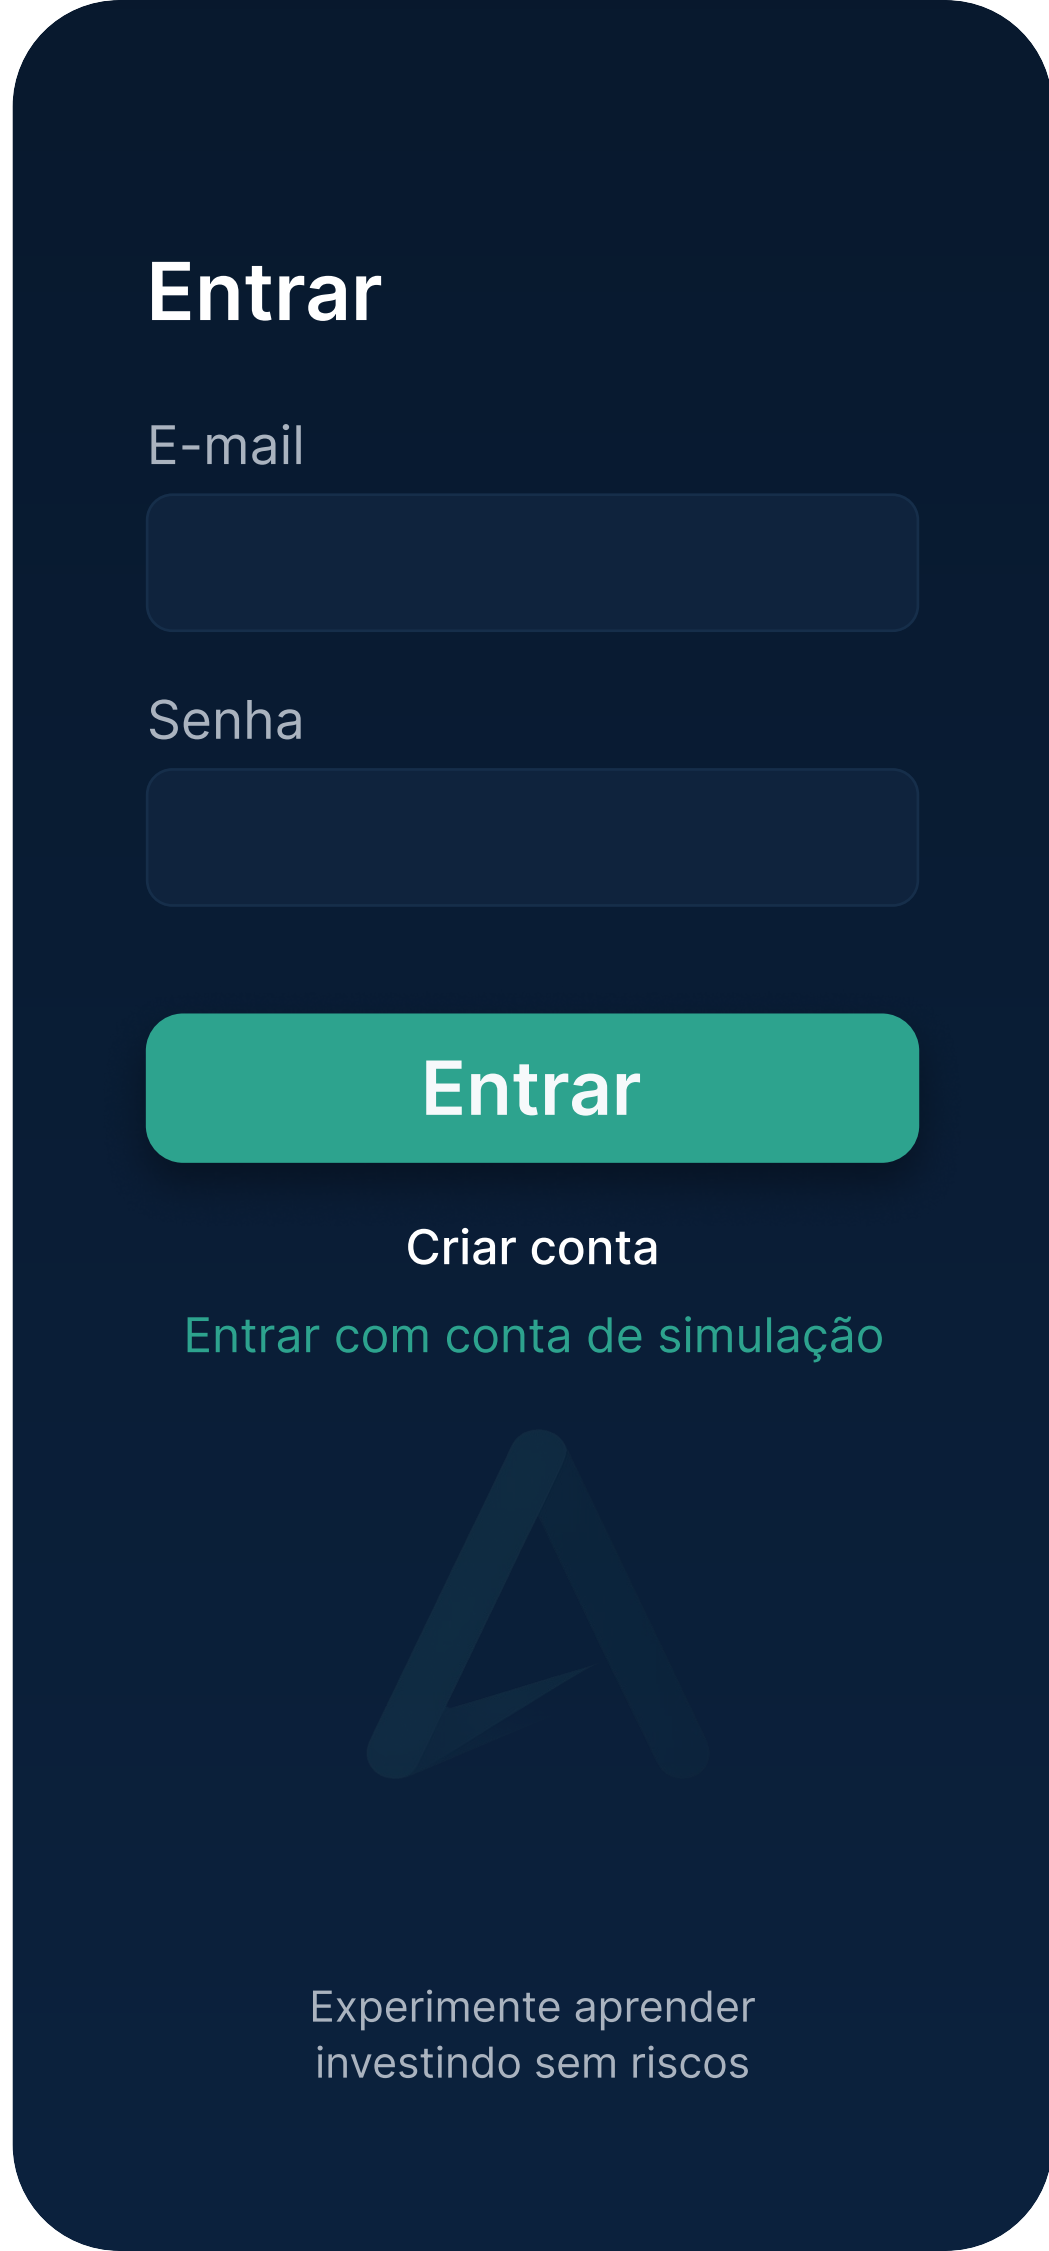 Entrar
E-mail
Senha
Entrar
Criar conta
Entrar com conta de simulação
Experimente aprender
investindo sem riscos